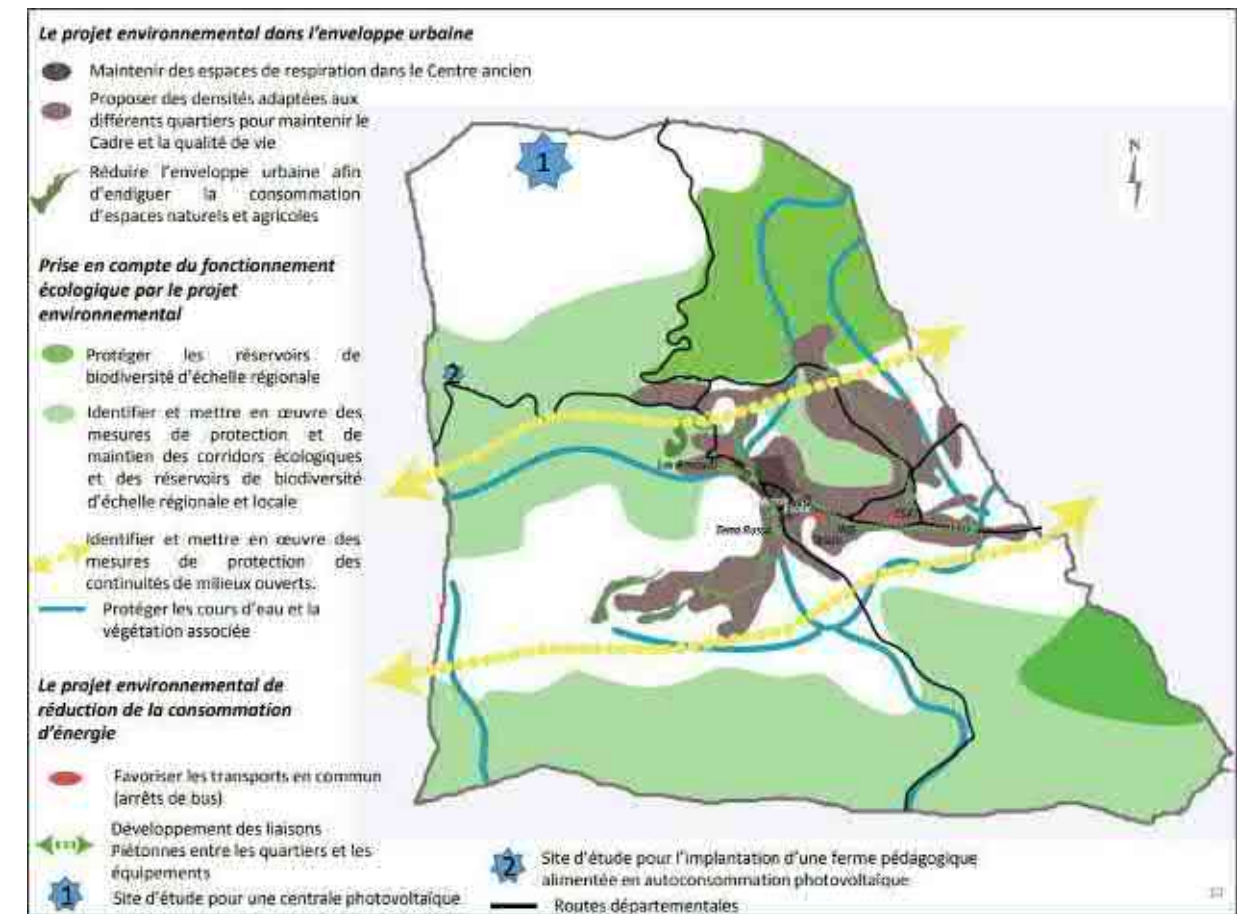 Le projet environnemental dans l'enveloppe urbaine
Maintenir des espaces de respiration dans le Centre ancien
Proposer des densités adaptées aux
différents quartiers pour maintenir le
Cadre et la qualité de vie
Réduire l'enveloppe urbaine afin
d'endiguer la consommation
d'espaces naturels et agricoles
Prise en compte du fonctionnement
écologique par le projet
environnemental
Protéger les réservoirs de
biodiversité d'échelle régionale
Identifier et mettre en œuvre des
mesures de protection et de
maintien des corridors écologiques
et des réservoirs de biodiversité
d'échelle régionale et locale
Identifier et mettre en œuvre des
mesures de protection des
continuités de milieux ouverts.
Protéger les cours d'eau et la
végétation associée
Le projet environnemental de
réduction de la consommation
d'énergie
Favoriser les transports en commun
(arrêts de bus)
Développement des liaisons
Piétonnes entre les quartiers et les
équipements
1 Site d'étude pour une centrale photovoltaïque
2 Site d'étude pour l'implantation d'une ferme pédagogique
alimentée en autoconsommation photovoltaïque
Routes départementales
N
1
2